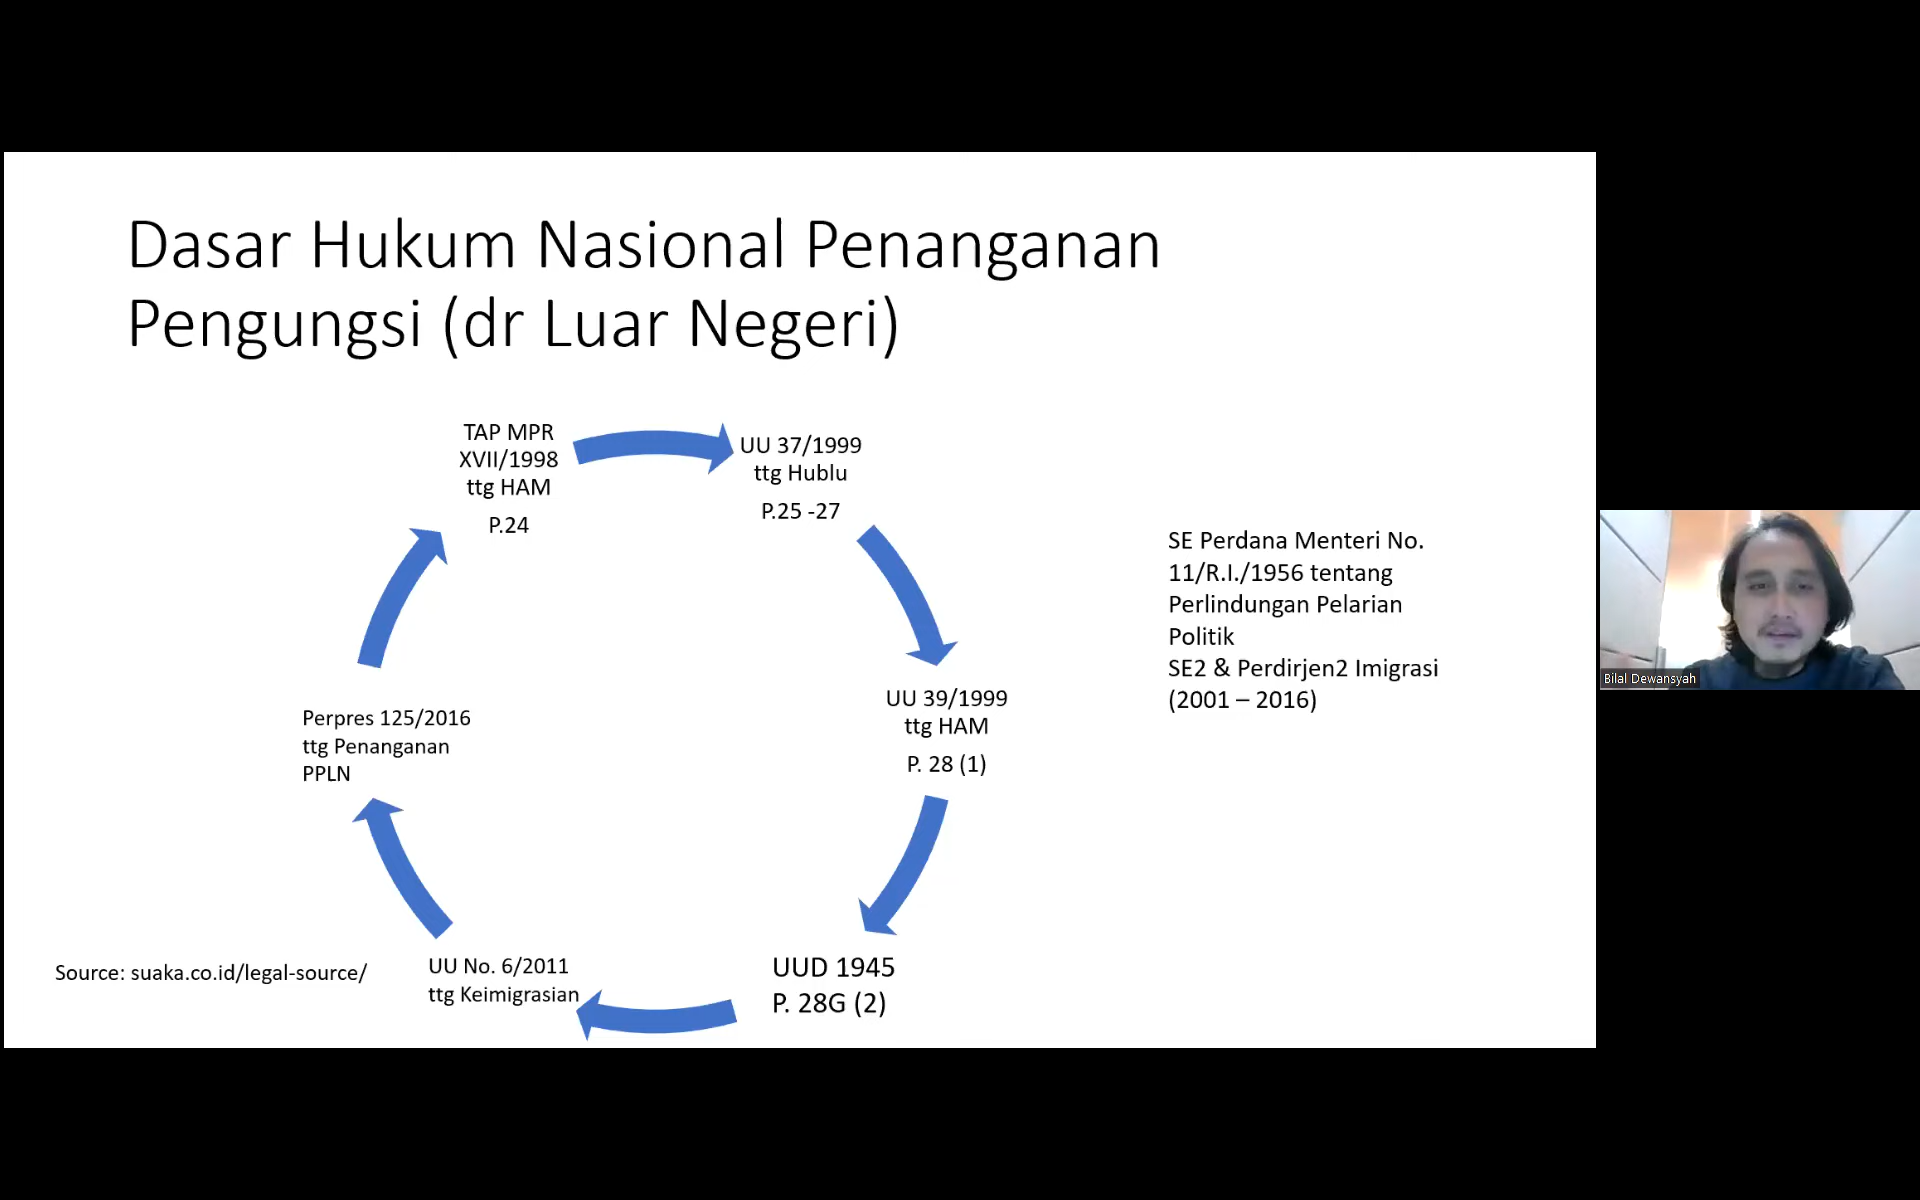 Dasar Hukum Nasional Penanganan
Pengungsi (dr Luar Negeri)
TAP MPR
XVII/1998
ttg HAM
P.24
UU 37/1999
ttg Hublu
P.25 -27
UU 39/1999
ttg HAM
P. 28 (1)
UUD 1945
P. 28G (2)
UU No. 6/2011
ttg Keimigrasian
Perpres 125/2016
ttg Penanganan
PPLN
SE Perdana Menteri No.
11/R.I./1956 tentang
Perlindungan Pelarian
Politik
SE2 & Perdirjen2 Imigrasi
(2001 – 2016)
Source: suaka.co.id/legal-source/
Bilal Dewansyah